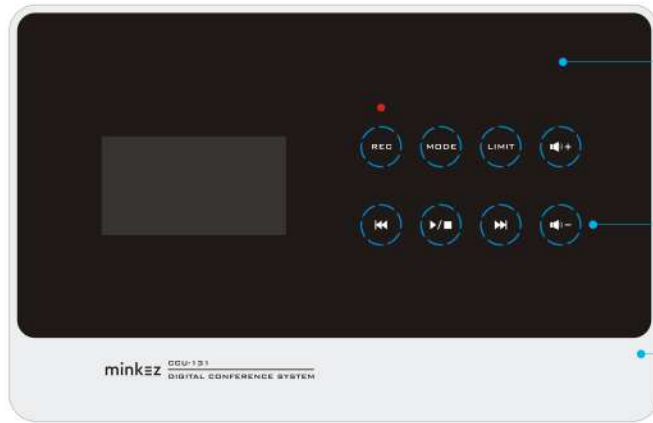 REC MODE LIMIT
minkez CCU-131
DIGITAL CONFERENCE SYSTEM